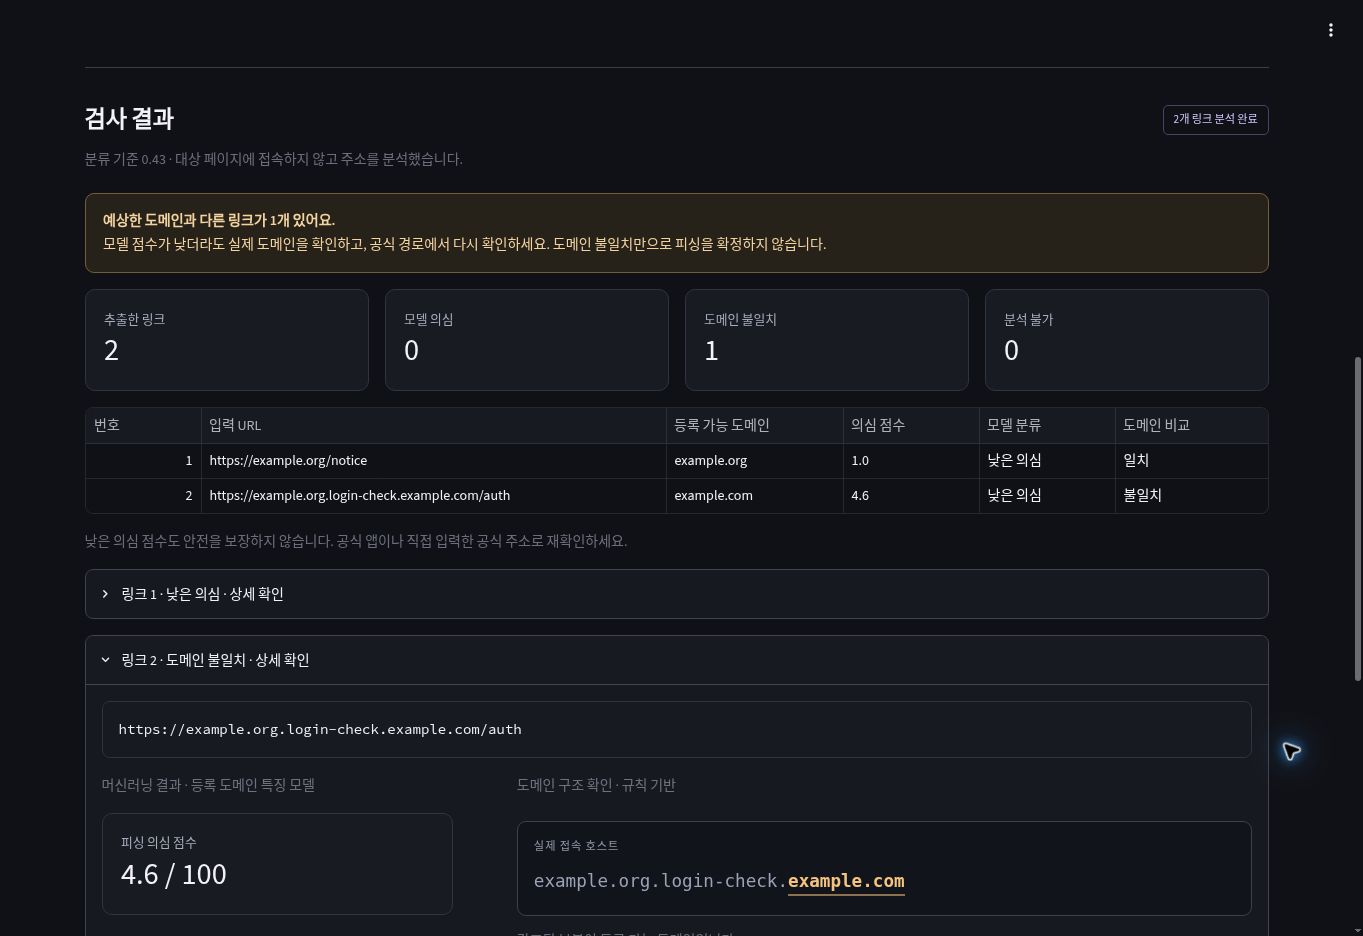 검사 결과
2개 링크 분석 완료
분류 기준 0.43 · 대상 페이지에 접속하지 않고 주소를 분석했습니다.
예상한 도메인과 다른 링크가 1개 있어요.
모델 점수가 낮더라도 실제 도메인을 확인하고, 공식 경로에서 다시 확인하세요. 도메인 불일치만으로 피싱을 확정하지 않습니다.
추출한 링크
2
모델 의심
0
도메인 불일치
1
분석 불가
0
번호 입력 URL 등록 가능 도메인 의심 점수 모델 분류 도메인 비교
1 https://example.org/notice example.org 1.0 낮은 의심 일치
2 https://example.org.login-check.example.com/auth example.com 4.6 낮은 의심 불일치
낮은 의심 점수도 안전을 보장하지 않습니다. 공식 앱이나 직접 입력한 공식 주소로 재확인하세요.
링크 1 · 낮은 의심 · 상세 확인
링크 2 · 도메인 불일치 · 상세 확인
https://example.org.login-check.example.com/auth
머신러닝 결과 · 등록 도메인 특징 모델
피싱 의심 점수
4.6 / 100
도메인 구조 확인 · 규칙 기반
실제 접속 호스트
example.org.login-check.example.com